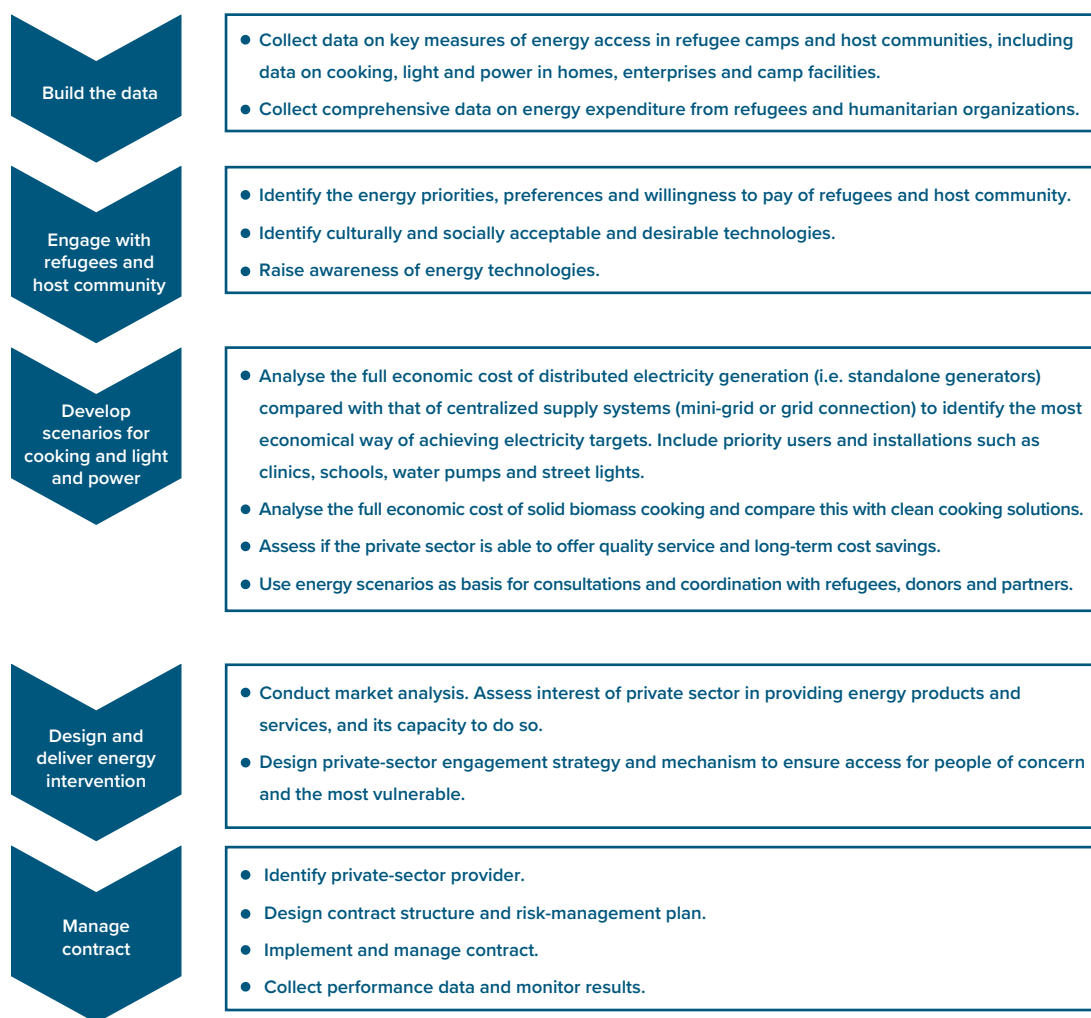 Build the data
● Collect data on key measures of energy access in refugee camps and host communities, including
data on cooking, light and power in homes, enterprises and camp facilities.
● Collect comprehensive data on energy expenditure from refugees and humanitarian organizations.
Engage with
refugees and
host community
● Identify the energy priorities, preferences and willingness to pay of refugees and host community.
● Identify culturally and socially acceptable and desirable technologies.
● Raise awareness of energy technologies.
Develop
scenarios for
cooking and light
and power
● Analyse the full economic cost of distributed electricity generation (i.e. standalone generators)
compared with that of centralized supply systems (mini-grid or grid connection) to identify the most
economical way of achieving electricity targets. Include priority users and installations such as
clinics, schools, water pumps and street lights.
● Analyse the full economic cost of solid biomass cooking and compare this with clean cooking solutions.
● Assess if the private sector is able to offer quality service and long-term cost savings.
● Use energy scenarios as basis for consultations and coordination with refugees, donors and partners.
Design and
deliver energy
intervention
● Conduct market analysis. Assess interest of private sector in providing energy products and
services, and its capacity to do so.
● Design private-sector engagement strategy and mechanism to ensure access for people of concern
and the most vulnerable.
Manage
contract
● Identify private-sector provider.
● Design contract structure and risk-management plan.
● Implement and manage contract.
● Collect performance data and monitor results.